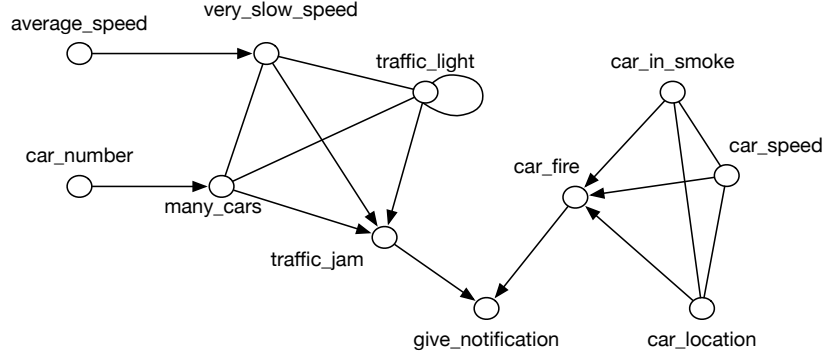 very_slow_speed
average_speed
traffic_light
car_in_smoke
car_speed
car_number
car_fire
many_cars
traffic_jam
give_notification
car_location